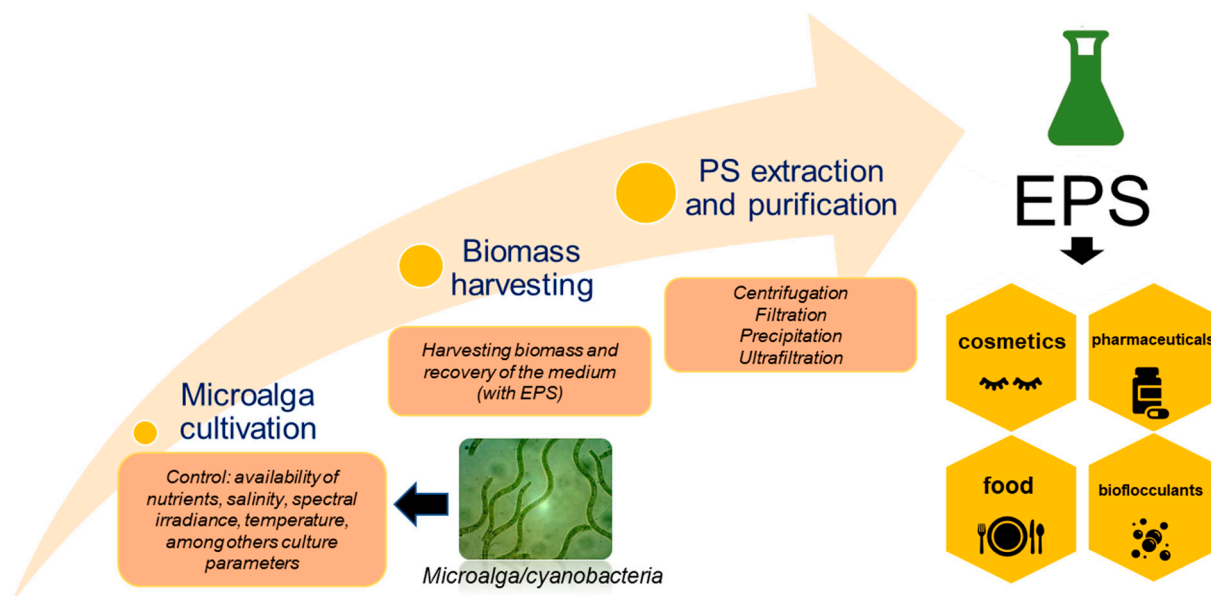 Microalga
cultivation
Control: availability of
nutrients, salinity, spectral
irradiance, temperature,
among others culture
parameters
Microalga/cyanobacteria
Biomass
harvesting
Harvesting biomass and
recovery of the medium
(with EPS)
PS extraction
and purification
Centrifugation
Filtration
Precipitation
Ultrafiltration
EPS
cosmetics
pharmaceuticals
food
bioflocculants